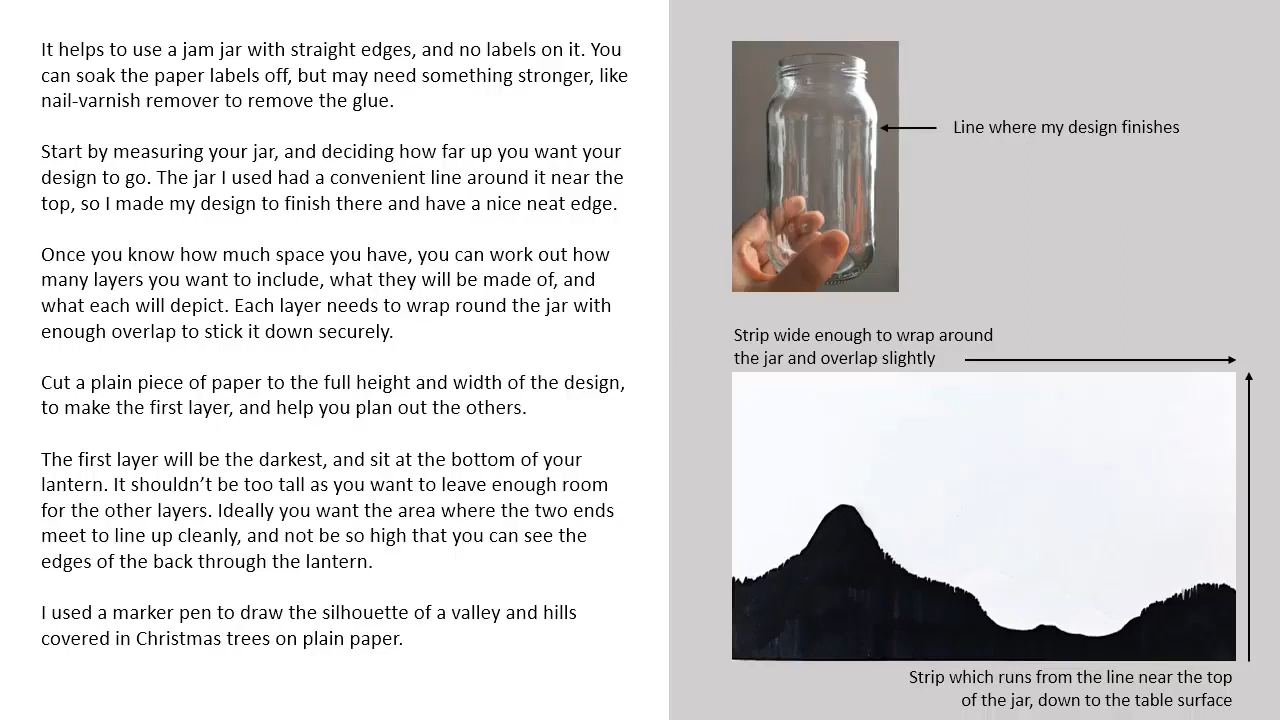 It helps to use a jam jar with straight edges, and no labels on it. You
can soak the paper labels off, but may need something stronger, like
nail-varnish remover to remove the glue.
Start by measuring your jar, and deciding how far up you want your
design to go. The jar I used had a convenient line around it near the
top, so I made my design to finish there and have a nice neat edge.
Once you know how much space you have, you can work out how
many layers you want to include, what they will be made of, and
what each will depict. Each layer needs to wrap round the jar with
enough overlap to stick it down securely.
Cut a plain piece of paper to the full height and width of the design,
to make the first layer, and help you plan out the others.
The first layer will be the darkest, and sit at the bottom of your
lantern. It shouldn’t be too tall as you want to leave enough room
for the other layers. Ideally you want the area where the two ends
meet to line up cleanly, and not be so high that you can see the
edges of the back through the lantern.
I used a marker pen to draw the silhouette of a valley and hills
covered in Christmas trees on plain paper.
Line where my design finishes
Strip wide enough to wrap around
the jar and overlap slightly
Strip which runs from the line near the top
of the jar, down to the table surface